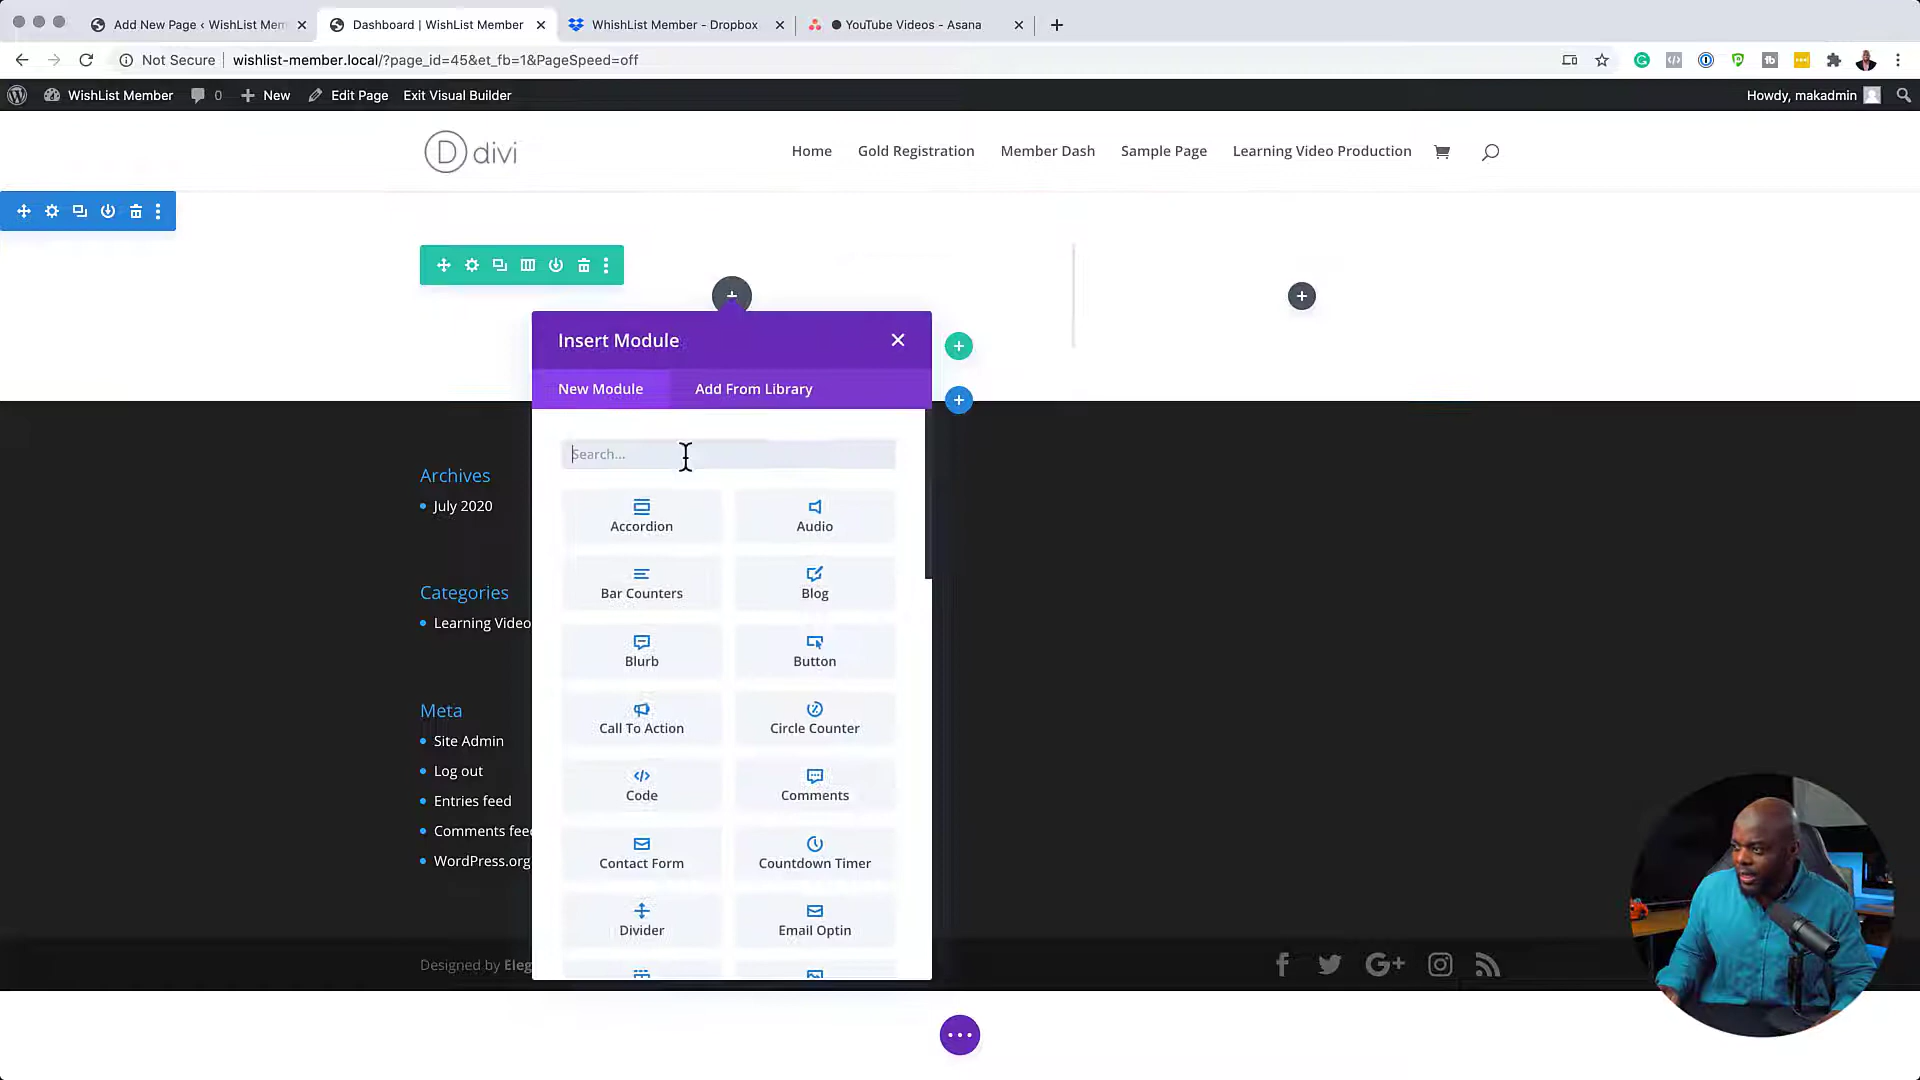 Add New Page ‹ WishList Mem
Dashboard | WishList Member
WhishList Member - Dropbox
YouTube Videos - Asana
Not Secure
wishlist-member.local/?page_id=45&et_fb=1&PageSpeed=off
WishList Member
0
New
Edit Page
Exit Visual Builder
Howdy, makadmin
D divi
Home
Gold Registration
Member Dash
Sample Page
Learning Video Production
Insert Module
New Module
Add From Library
Search...
Archives
July 2020
Accordion
Audio
Bar Counters
Blog
Categories
Learning Video
Blurb
Button
Meta
Call To Action
Circle Counter
Site Admin
Log out
Code
Comments
Entries feed
Comments feed
Contact Form
Countdown Timer
WordPress.org
Divider
Email Optin
Designed by Eleg